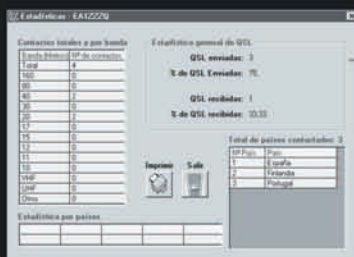 Estadísticas - EA1ZZZQ
Contactos totales y por banda
Banda (Metros) Nº de contactos
Total 4
160 0
80 0
40 2
30 0
20 2
17 0
15 0
12 0
11 0
10 0
VHF 0
UHF 0
Otros 0
Estadística general de QSL
QSL enviadas: 3
% de QSL Enviadas: 75,
QSL recibidas: 1
% de QSL recibidas: 33,33
Imprimir Salir
Total de países contactados: 3
Nº País País
1 España
2 Finlandia
3 Portugal
Estadística por países